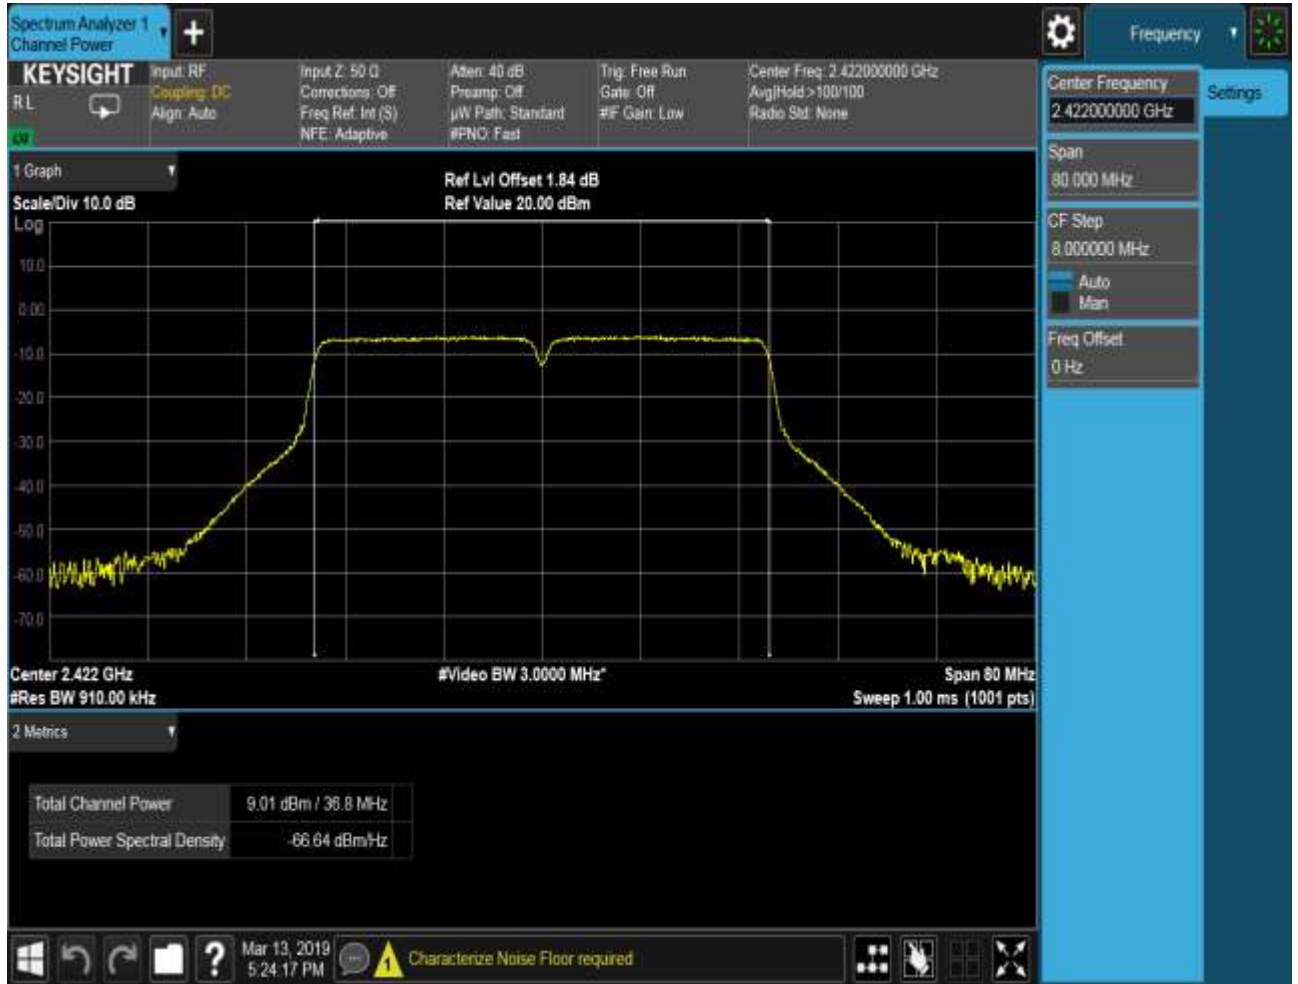 Spectrum Analyzer 1
Channel Power
+
Frequency
KEYSIGHT
RL
Input: RF
Coupling: DC
Align: Auto
Input Z: 50 Ω
Corrections: Off
Freq Ref: Int (S)
NFE: Adaptive
Atten: 40 dB
Preamp: Off
µW Path: Standard
#PNO: Fast
Trig: Free Run
Gate: Off
#IF Gain: Low
Center Freq: 2.422000000 GHz
Avg|Hold:>100/100
Radio Std: None
Center Frequency
2.422000000 GHz
Settings
Span
80.000 MHz
CF Step
8.000000 MHz
Auto
Man
Freq Offset
0 Hz
1 Graph
Scale/Div 10.0 dB
Ref Lvl Offset 1.84 dB
Ref Value 20.00 dBm
Log
10.0
0.00
-10.0
-20.0
-30.0
-40.0
-50.0
-60.0
-70.0
Center 2.422 GHz
#Video BW 3.0000 MHz*
Span 80 MHz
#Res BW 910.00 kHz
Sweep 1.00 ms (1001 pts)
2 Metrics
Total Channel Power 9.01 dBm / 36.8 MHz
Total Power Spectral Density -66.64 dBm/Hz
?
Mar 13, 2019
5:24:17 PM
1
Characterize Noise Floor required